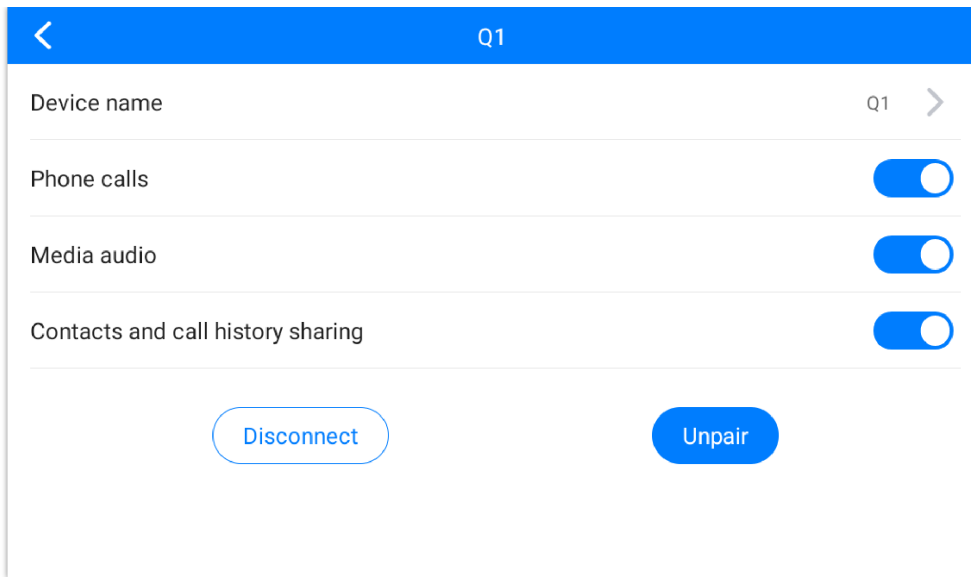 Q1
Device name Q1
Phone calls
Media audio
Contacts and call history sharing
Disconnect Unpair